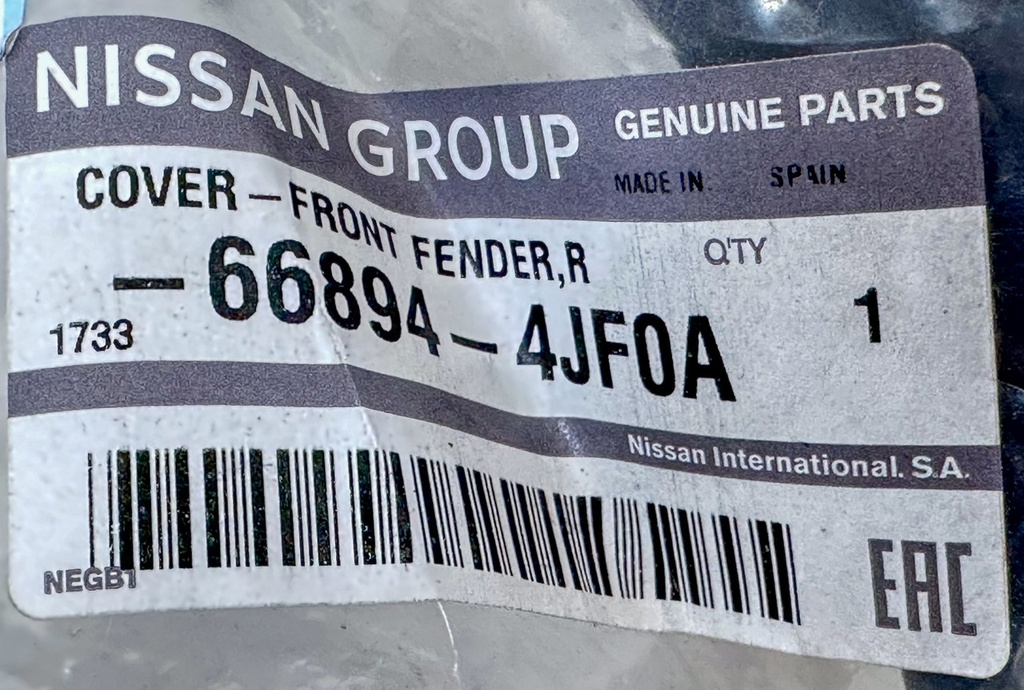 NISSAN GROUP
GENUINE PARTS
MADE IN SPAIN
COVER-FRONT FENDER,R
Q'TY
-66894-4JF0A
1
1733
Nissan International. S.A.
NEGB1
EAC